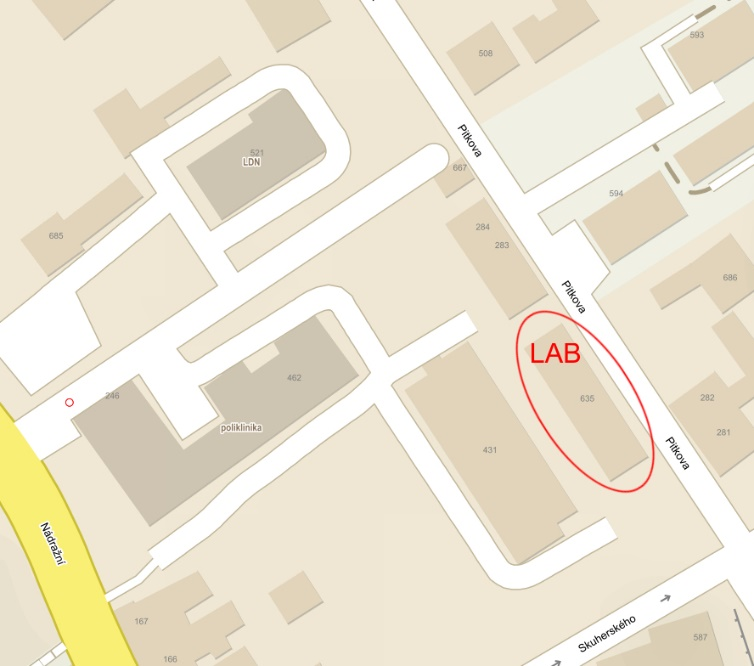 593
508
Pitkova
521
LDN
667
594
284
283
685
686
Pitkova
LAB
462
246
635
282
poliklinika
281
431
Pitkova
Nádražní
167
Skuherského
587
166